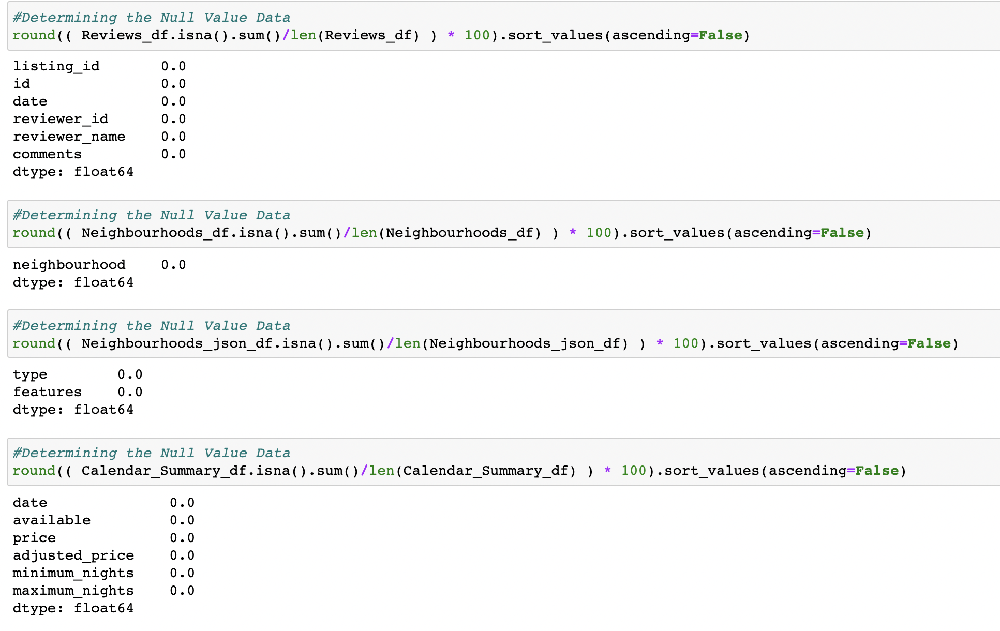 #Determining the Null Value Data
round(( Reviews_df.isna().sum()/len(Reviews_df) ) * 100).sort_values(ascending=False)
listing_id       0.0
id               0.0
date             0.0
reviewer_id      0.0
reviewer_name    0.0
comments         0.0
dtype: float64
#Determining the Null Value Data
round(( Neighbourhoods_df.isna().sum()/len(Neighbourhoods_df) ) * 100).sort_values(ascending=False)
neighbourhood    0.0
dtype: float64
#Determining the Null Value Data
round(( Neighbourhoods_json_df.isna().sum()/len(Neighbourhoods_json_df) ) * 100).sort_values(ascending=False)
type        0.0
features    0.0
dtype: float64
#Determining the Null Value Data
round(( Calendar_Summary_df.isna().sum()/len(Calendar_Summary_df) ) * 100).sort_values(ascending=False)
date              0.0
available         0.0
price             0.0
adjusted_price    0.0
minimum_nights    0.0
maximum_nights    0.0
dtype: float64